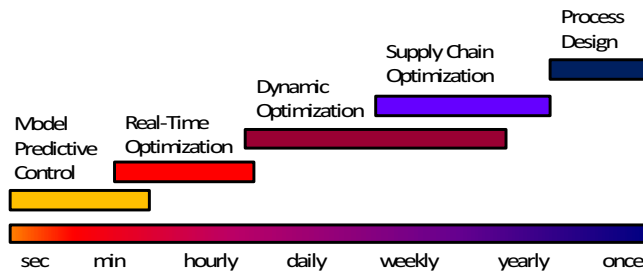 Process
Design
Supply Chain
Optimization
Dynamic
Optimization
Real-Time
Optimization
Model
Predictive
Control
sec min hourly daily weekly yearly once